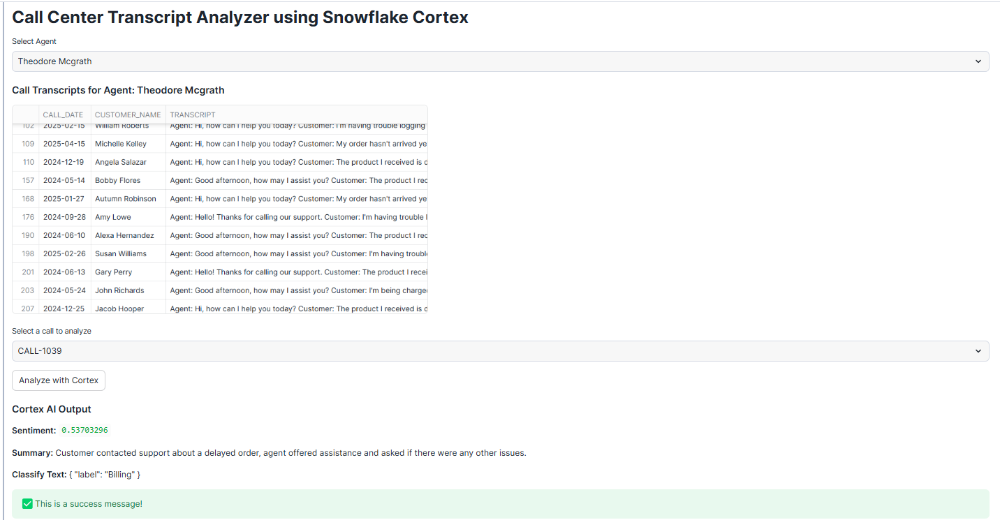 Call Center Transcript Analyzer using Snowflake Cortex
Select Agent
Theodore Mcgrath
Call Transcripts for Agent: Theodore Mcgrath
CALL_DATE CUSTOMER_NAME TRANSCRIPT
102 2025-02-15 William Roberts Agent: Hi, how can I help you today? Customer: I'm having trouble logging
109 2025-04-15 Michelle Kelley Agent: Hi, how can I help you today? Customer: My order hasn't arrived ye
110 2024-12-19 Angela Salazar Agent: Hi, how can I help you today? Customer: The product I received is
157 2024-05-14 Bobby Flores Agent: Good afternoon, how may I assist you? Customer: The product I rec
168 2025-01-27 Autumn Robinson Agent: Hi, how can I help you today? Customer: My order hasn't arrived ye
176 2024-09-28 Amy Lowe Agent: Hello! Thanks for calling our support. Customer: I'm having trouble
190 2024-06-10 Alexa Hernandez Agent: Good afternoon, how may I assist you? Customer: The product I rec
198 2025-02-26 Susan Williams Agent: Good afternoon, how may I assist you? Customer: I'm having trouble
201 2024-06-13 Gary Perry Agent: Hello! Thanks for calling our support. Customer: The product I recei
203 2024-05-24 John Richards Agent: Good afternoon, how may I assist you? Customer: I'm being charged
207 2024-12-25 Jacob Hooper Agent: Hi, how can I help you today? Customer: The product I received is
Select a call to analyze
CALL-1039
Analyze with Cortex
Cortex AI Output
Sentiment: 0.53703296
Summary: Customer contacted support about a delayed order, agent offered assistance and asked if there were any other issues.
Classify Text: { "label": "Billing" }
✅ This is a success message!